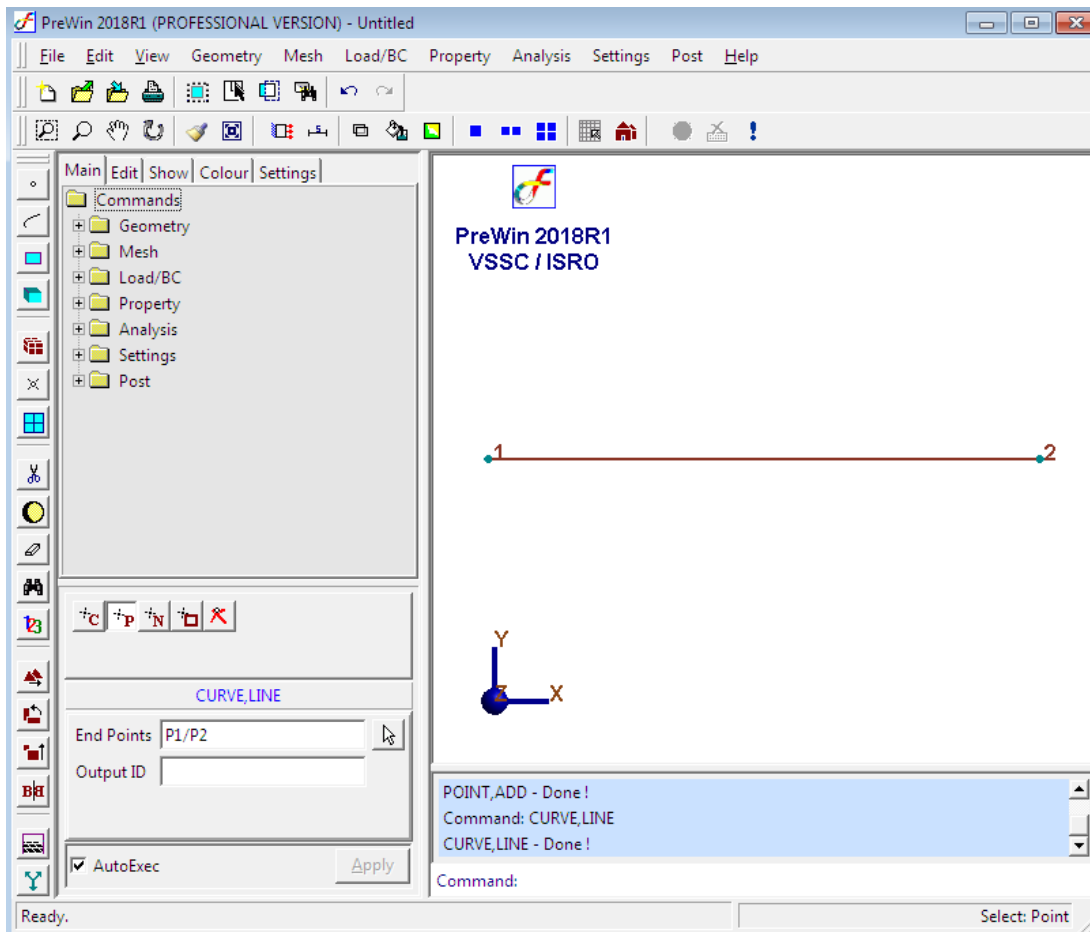 PreWin 2018R1 (PROFESSIONAL VERSION) - Untitled
File Edit View Geometry Mesh Load/BC Property Analysis Settings Post Help
Main Edit Show Colour Settings
Commands
Geometry
Mesh
Load/BC
Property
Analysis
Settings
Post
PreWin 2018R1
VSSC / ISRO
1 2
Y
Z X
C P N
123
CURVE,LINE
End Points P1/P2
Output ID
AutoExec Apply
POINT,ADD - Done !
Command: CURVE,LINE
CURVE,LINE - Done !
Command:
Ready. Select: Point